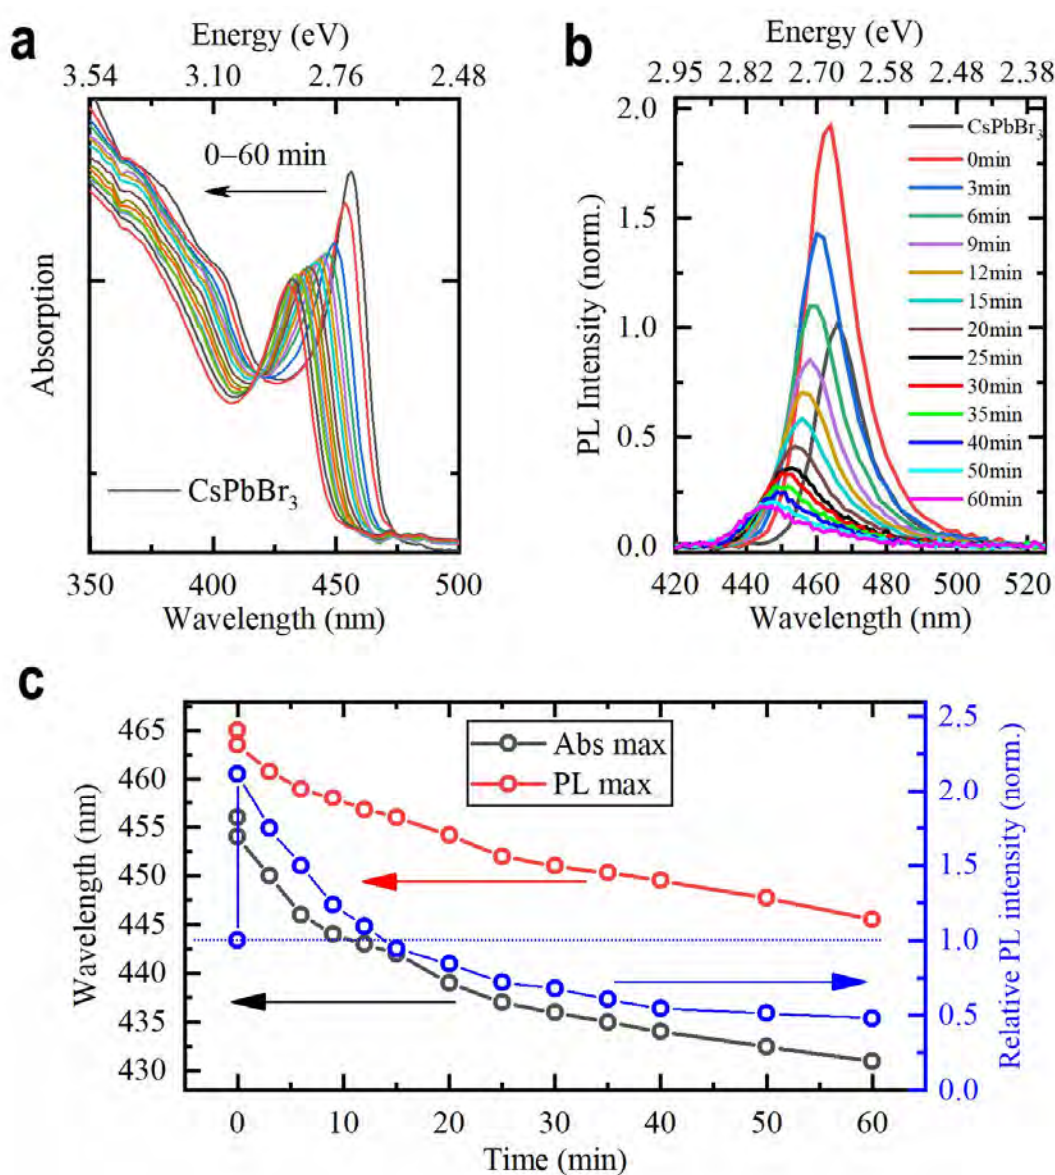 a
Energy (eV)
3.54 3.10 2.76 2.48
0–60 min
Absorption
CsPbBr3
350 400 450 500
Wavelength (nm)
b
Energy (eV)
2.95 2.82 2.70 2.58 2.48 2.38
2.0
1.5
1.0
0.5
0.0
PL Intensity (norm.)
CsPbBr3
0min
3min
6min
9min
12min
15min
20min
25min
30min
35min
40min
50min
60min
420 440 460 480 500 520
Wavelength (nm)
c
465
460
455
450
445
440
435
430
Wavelength (nm)
Abs max
PL max
2.5
2.0
1.5
1.0
0.5
0.0
Relative PL intensity (norm.)
0 10 20 30 40 50 60
Time (min)